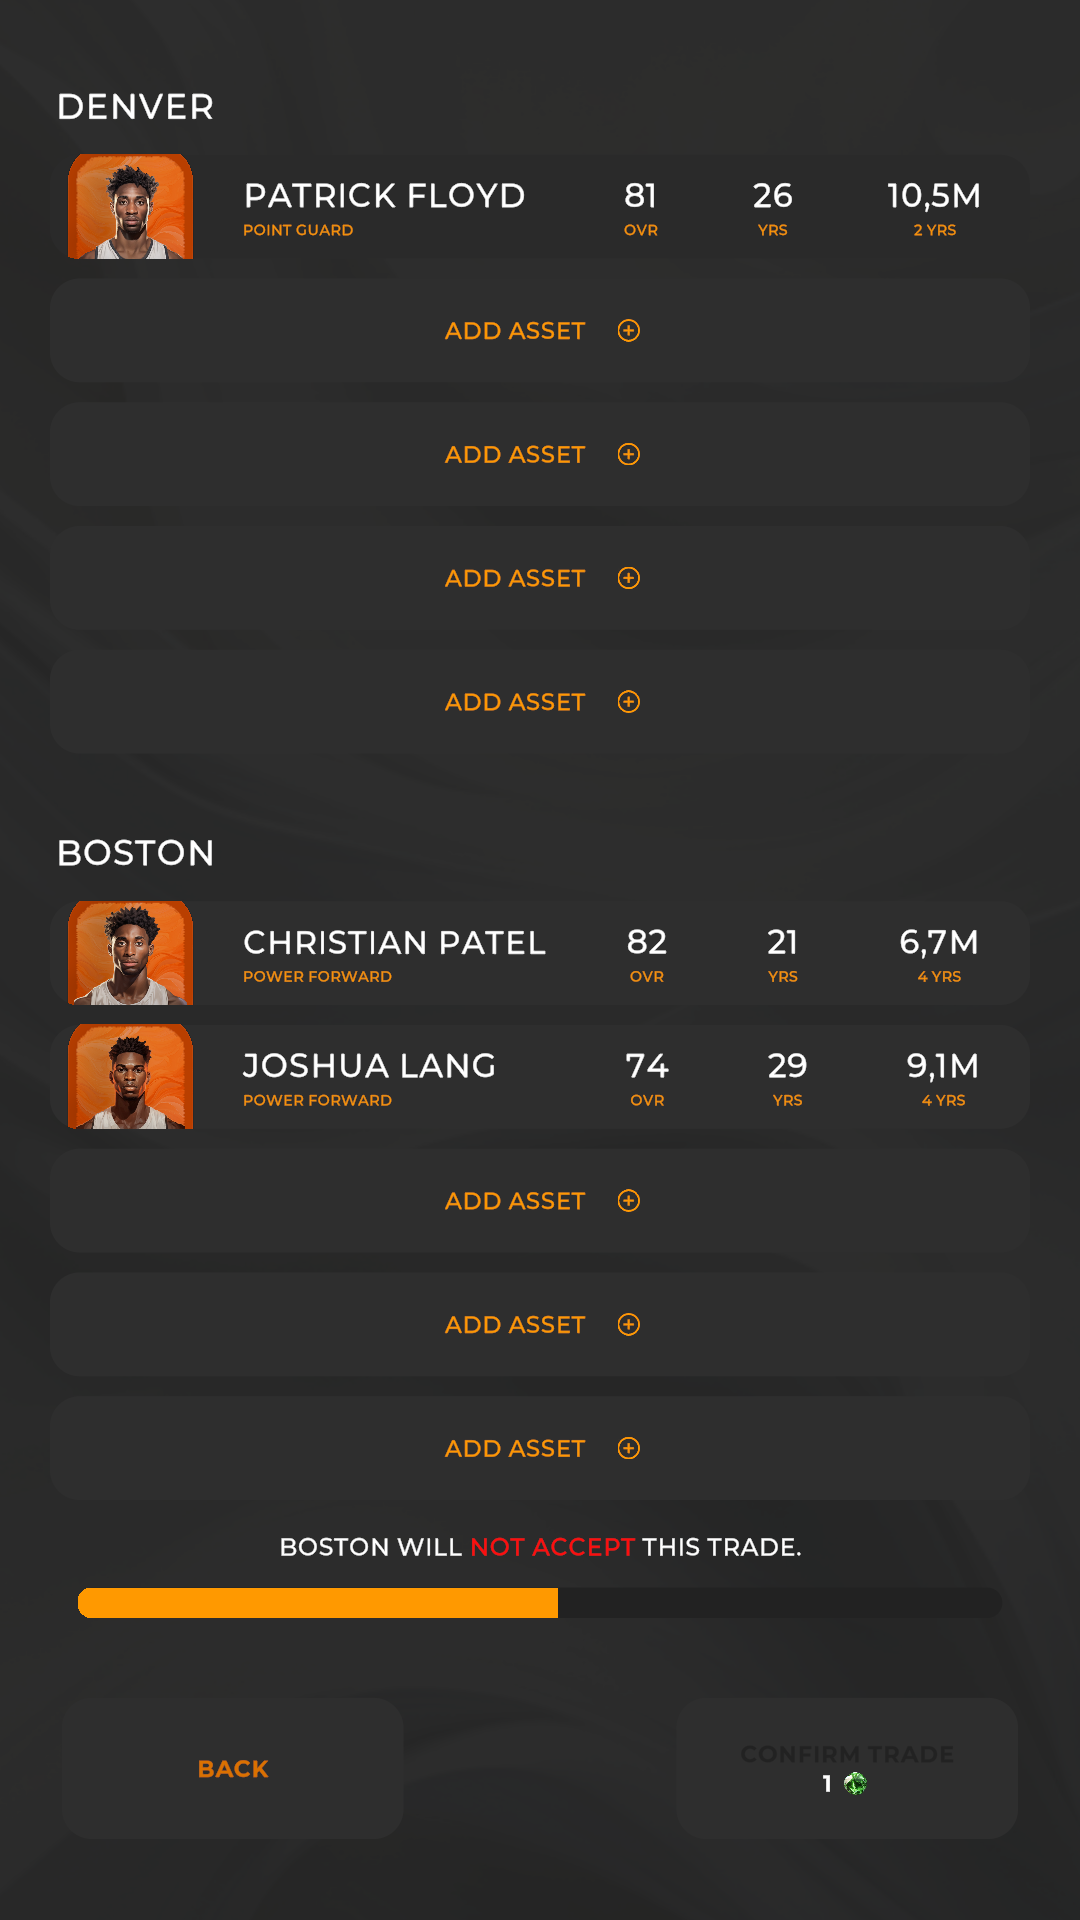 DENVER
PATRICK FLOYD 81 26 10,5M
POINT GUARD OVR YRS 2 YRS
ADD ASSET
ADD ASSET
ADD ASSET
ADD ASSET
BOSTON
CHRISTIAN PATEL 82 21 6,7M
POWER FORWARD OVR YRS 4 YRS
JOSHUA LANG 74 29 9,1M
POWER FORWARD OVR YRS 4 YRS
ADD ASSET
ADD ASSET
ADD ASSET
BOSTON WILL NOT ACCEPT THIS TRADE.
BACK
CONFIRM TRADE
1